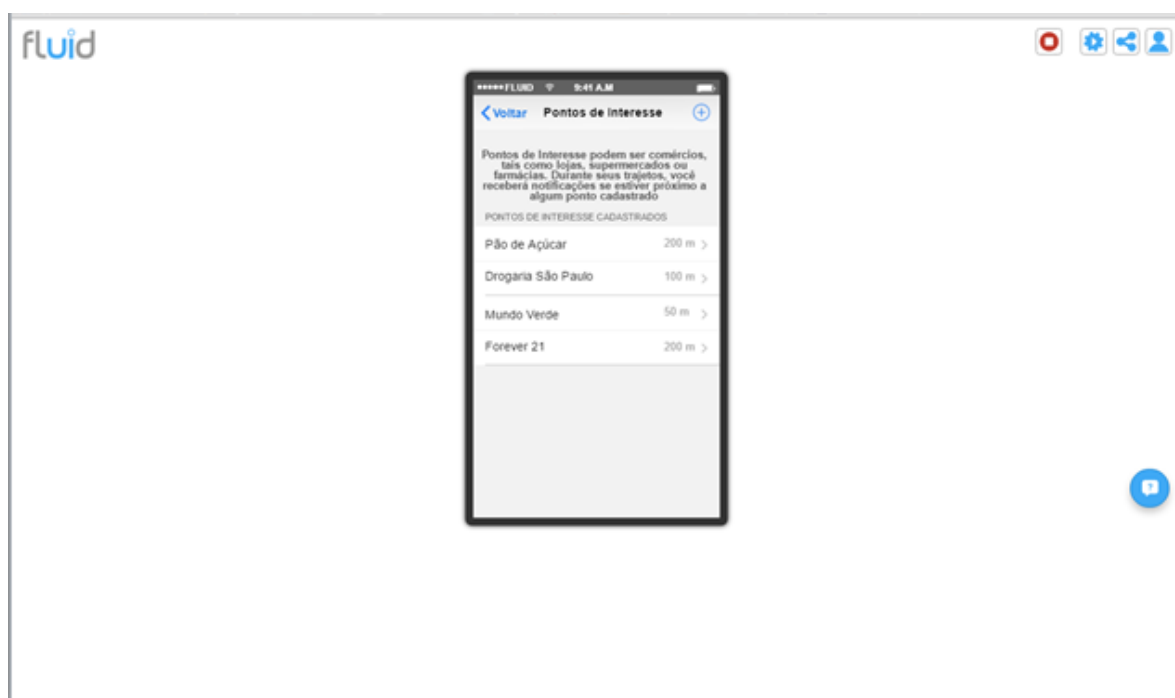 fluid
FLUID 9:41 A.M
Voltar Pontos de Interesse
Pontos de Interesse podem ser comércios,
tais como lojas, supermercados ou
farmácias. Durante seus trajetos, você
receberá notificações se estiver próximo a
algum ponto cadastrado
PONTOS DE INTERESSE CADASTRADOS
Pão de Açúcar 200 m
Drogaria São Paulo 100 m
Mundo Verde 50 m
Forever 21 200 m